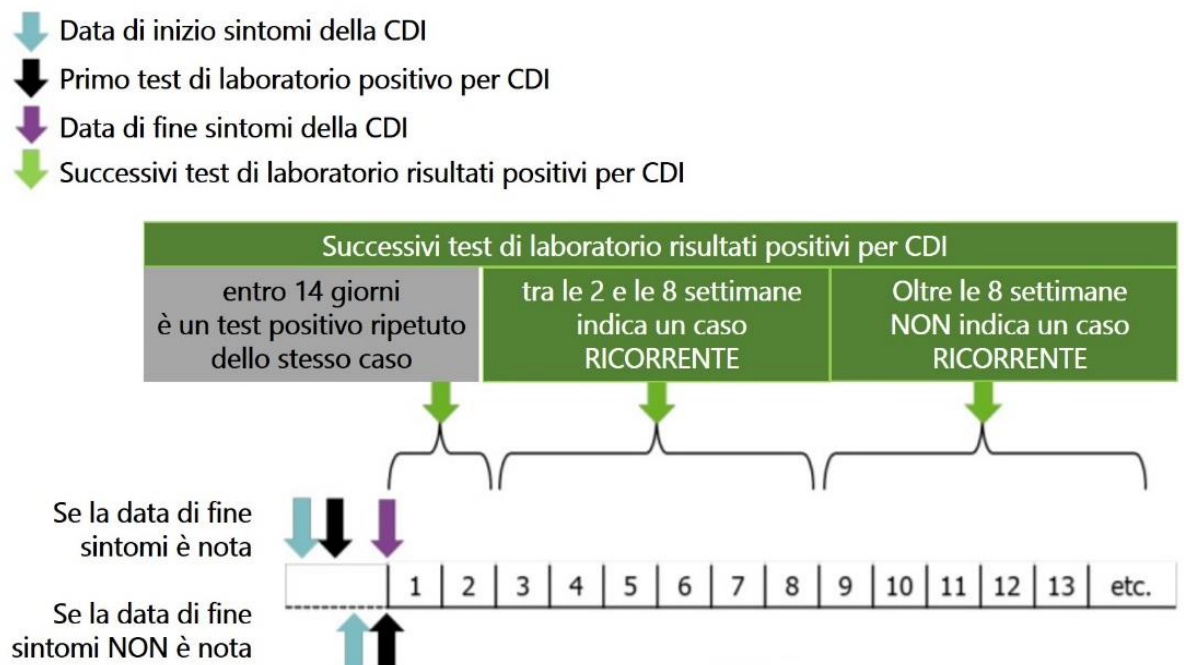 Data di inizio sintomi della CDI
Primo test di laboratorio positivo per CDI
Data di fine sintomi della CDI
Successivi test di laboratorio risultati positivi per CDI
Successivi test di laboratorio risultati positivi per CDI
entro 14 giorni
è un test positivo ripetuto
dello stesso caso
tra le 2 e le 8 settimane
indica un caso
RICORRENTE
Oltre le 8 settimane
NON indica un caso
RICORRENTE
Se la data di fine
sintomi è nota
1 2 3 4 5 6 7 8 9 10 11 12 13 etc.
Se la data di fine
sintomi NON è nota